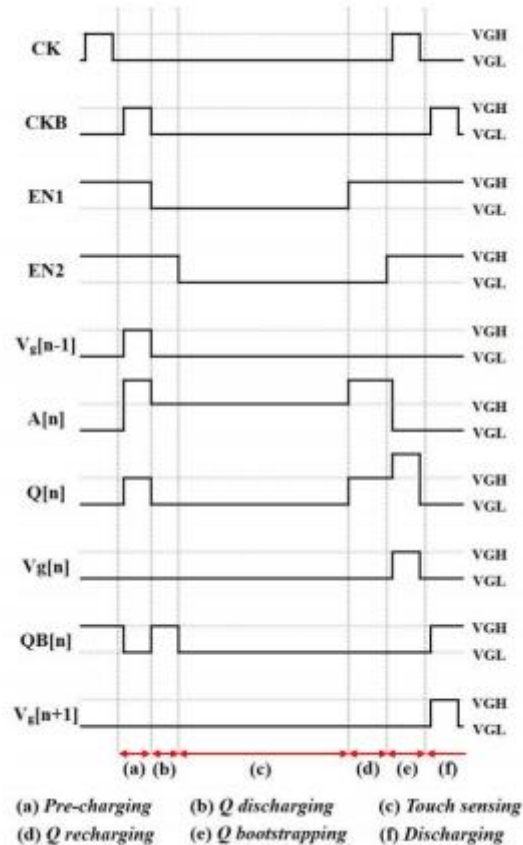 CK VGH
VGL
CKB VGH
VGL
EN1 VGH
VGL
EN2 VGH
VGL
Vg[n-1] VGH
VGL
A[n] VGH
VGL
Q[n] VGH
VGL
Vg[n] VGH
VGL
QB[n] VGH
VGL
Vg[n+1] VGH
VGL
(a) (b) (c) (d) (e) (f)
(a) Pre-charging (b) Q discharging (c) Touch sensing
(d) Q recharging (e) Q bootstrapping (f) Discharging